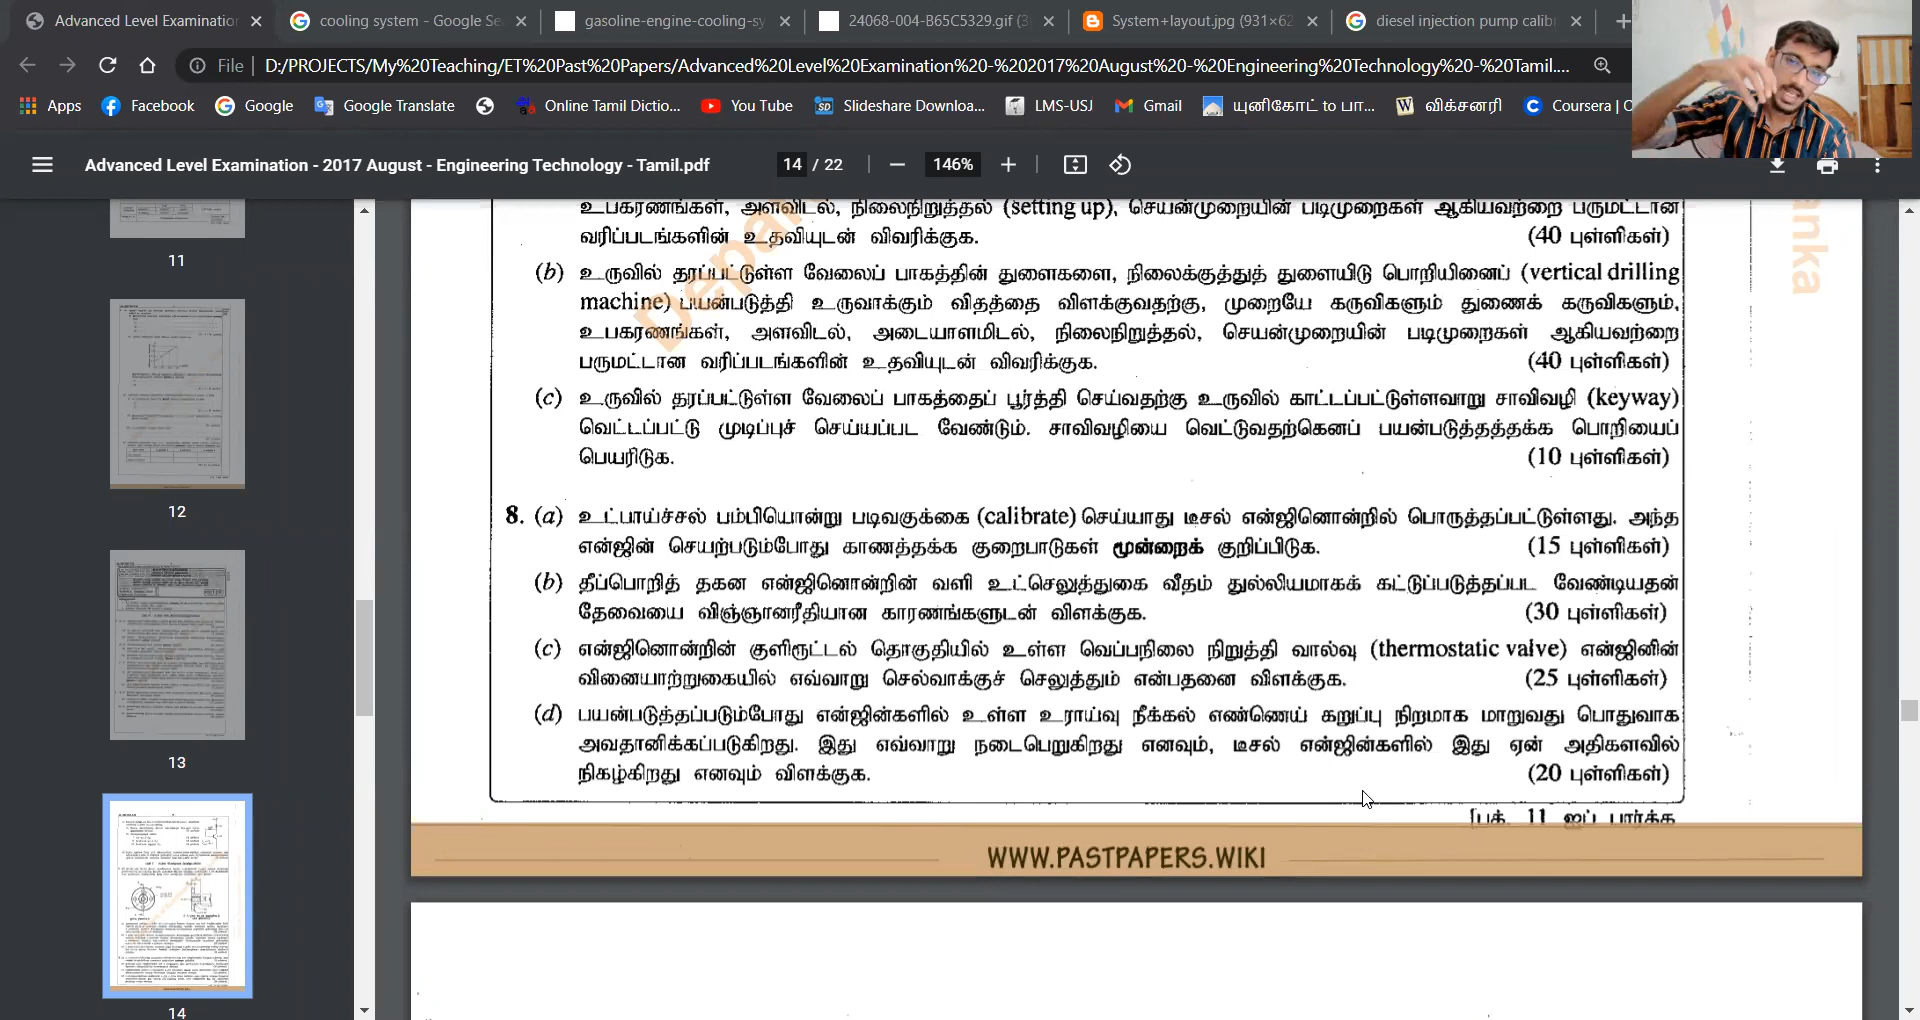 Advanced Level Examination
cooling system - Google Se
gasoline-engine-cooling-sy
24068-004-B65C5329.gif (3
System+layout.jpg (931×62
diesel injection pump calib
File D:/PROJECTS/My%20Teaching/ET%20Past%20Papers/Advanced%20Level%20Examination%20-%202017%20August%20-%20Engineering%20Technology%20-%20Tamil....
Apps Facebook Google Google Translate Online Tamil Dictio... You Tube Slideshare Downloa... LMS-USJ Gmail யுனிகோட் to பா... விக்சனரி Coursera | O
Advanced Level Examination - 2017 August - Engineering Technology - Tamil.pdf 14 / 22 146%
11
12
13
14
உபகரணங்கள், அளவிடல், நிலைநிறுத்தல் (setting up), செயன்முறையின் படிமுறைகள் ஆகியவற்றை பருமட்டான
வரிப்படங்களின் உதவியுடன் விவரிக்குக. (40 புள்ளிகள்)
(b) உருவில் தரப்பட்டுள்ள வேலைப் பாகத்தின் துளைகளை, நிலைக்குத்துத் துளையிடு பொறியினைப் (vertical drilling
machine) பயன்படுத்தி உருவாக்கும் விதத்தை விளக்குவதற்கு, முறையே கருவிகளும் துணைக் கருவிகளும்,
உபகரணங்கள், அளவிடல், அடையாளமிடல், நிலைநிறுத்தல், செயன்முறையின் படிமுறைகள் ஆகியவற்றை
பருமட்டான வரிப்படங்களின் உதவியுடன் விவரிக்குக. (40 புள்ளிகள்)
(c) உருவில் தரப்பட்டுள்ள வேலைப் பாகத்தைப் பூர்த்தி செய்வதற்கு உருவில் காட்டப்பட்டுள்ளவாறு சாவிவழி (keyway)
வெட்டப்பட்டு முடிப்புச் செய்யப்பட வேண்டும். சாவிவழியை வெட்டுவதற்கெனப் பயன்படுத்தத்தக்க பொறியைப்
பெயரிடுக. (10 புள்ளிகள்)
8. (a) உட்பாய்ச்சல் பம்பியொன்று படிவகுக்கை (calibrate) செய்யாது டீசல் என்ஜினொன்றில் பொருத்தப்பட்டுள்ளது. அந்த
என்ஜின் செயற்படும்போது காணத்தக்க குறைபாடுகள் மூன்றைக் குறிப்பிடுக. (15 புள்ளிகள்)
(b) தீப்பொறித் தகன என்ஜினொன்றின் வளி உட்செலுத்துகை வீதம் துல்லியமாகக் கட்டுப்படுத்தப்பட வேண்டியதன்
தேவையை விஞ்ஞானரீதியான காரணங்களுடன் விளக்குக. (30 புள்ளிகள்)
(c) என்ஜினொன்றின் குளிரூட்டல் தொகுதியில் உள்ள வெப்பநிலை நிறுத்தி வால்வு (thermostatic valve) என்ஜினின்
வினையாற்றுகையில் எவ்வாறு செல்வாக்குச் செலுத்தும் என்பதனை விளக்குக. (25 புள்ளிகள்)
(d) பயன்படுத்தப்படும்போது என்ஜின்களில் உள்ள உராய்வு நீக்கல் எண்ணெய் கறுப்பு நிறமாக மாறுவது பொதுவாக
அவதானிக்கப்படுகிறது. இது எவ்வாறு நடைபெறுகிறது எனவும், டீசல் என்ஜின்களில் இது ஏன் அதிகளவில்
நிகழ்கிறது எனவும் விளக்குக. (20 புள்ளிகள்)
[பக். 11 ஐப் பார்க்க
WWW.PASTPAPERS.WIKI